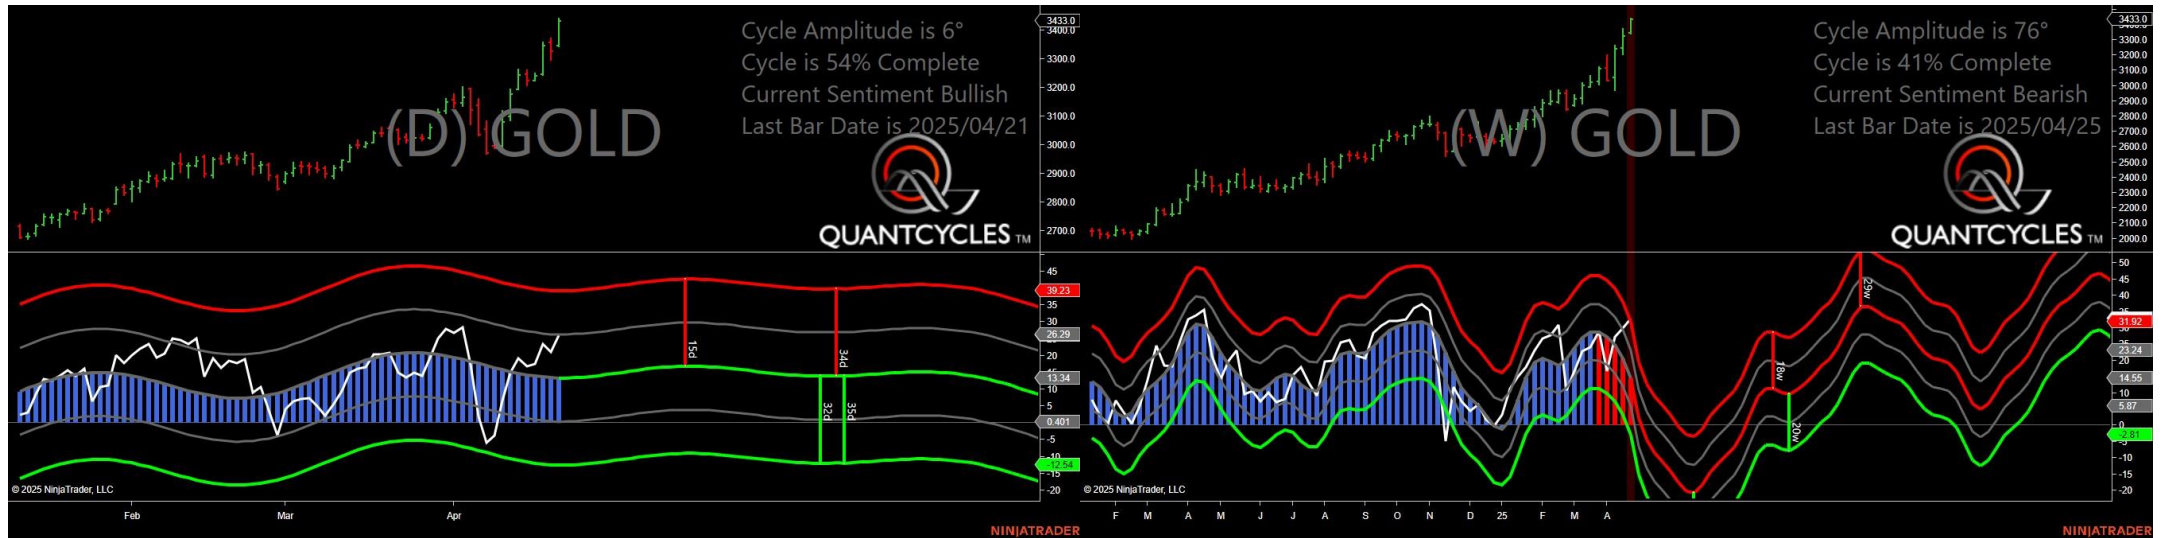 (D) GOLD
Cycle Amplitude is 6°
Cycle is 54% Complete
Current Sentiment Bullish
Last Bar Date is 2025/04/21
QUANTCYCLES TM
3433.0
3400.0
3300.0
3200.0
3100.0
3000.0
2900.0
2800.0
2700.0
45
39.23
35
30
26.29
20
15
13.34
10
5
0.401
-5
-10
-12.54
-15
-20
15d
34d
32d
35d
© 2025 NinjaTrader, LLC
Feb Mar Apr
NINJATRADER
(W) GOLD
Cycle Amplitude is 76°
Cycle is 41% Complete
Current Sentiment Bearish
Last Bar Date is 2025/04/25
QUANTCYCLES TM
3433.0
3300.0
3200.0
3100.0
3000.0
2900.0
2800.0
2700.0
2600.0
2500.0
2400.0
2300.0
2200.0
2100.0
2000.0
50
45
40
31.92
23.24
20
14.55
10
5.87
0
-2.81
-10
-15
-20
18w
20w
29w
© 2025 NinjaTrader, LLC
F M A M J J A S O N D 25 F M A
NINJATRADER